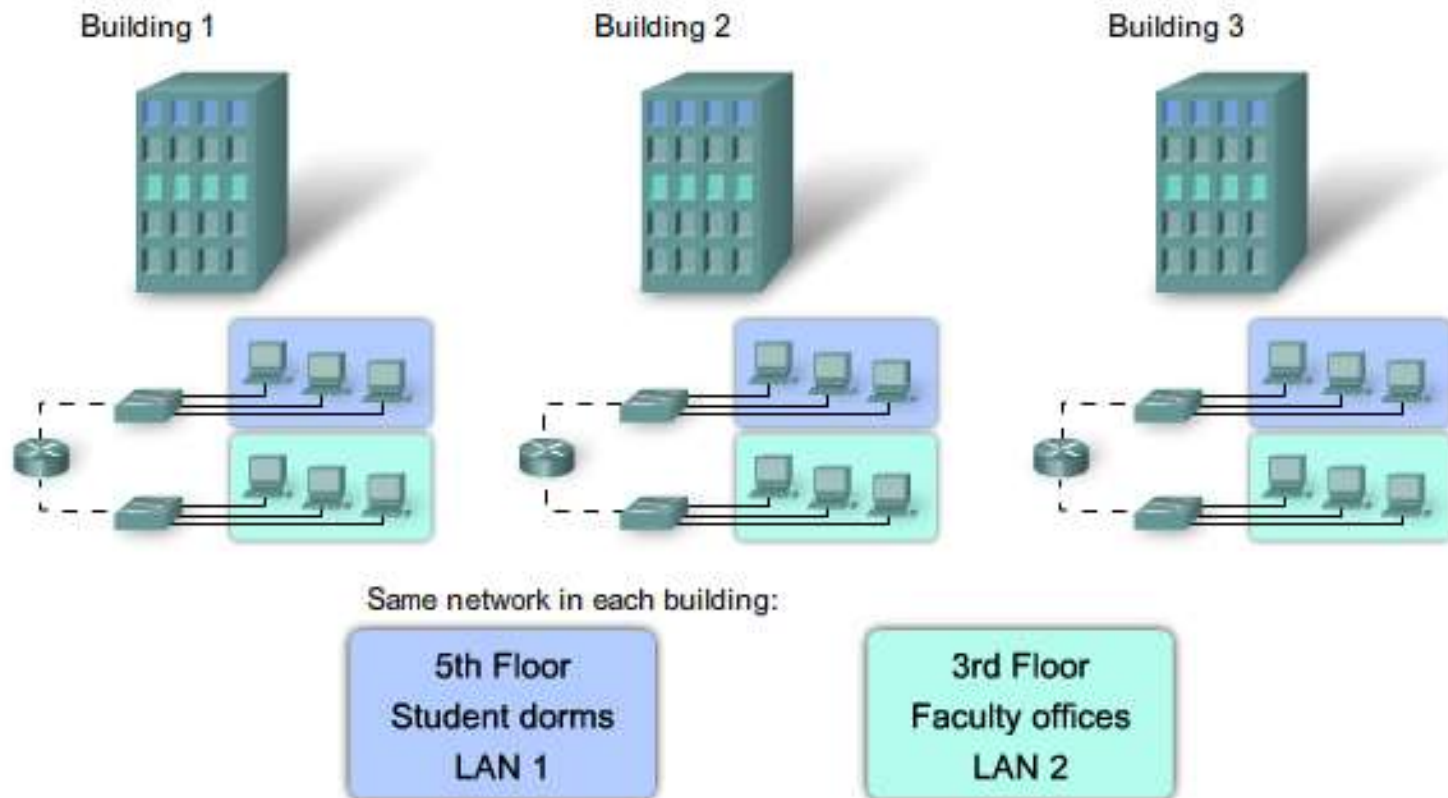 Building 1
Building 2
Building 3
Same network in each building:
5th Floor
Student dorms
LAN 1
3rd Floor
Faculty offices
LAN 2